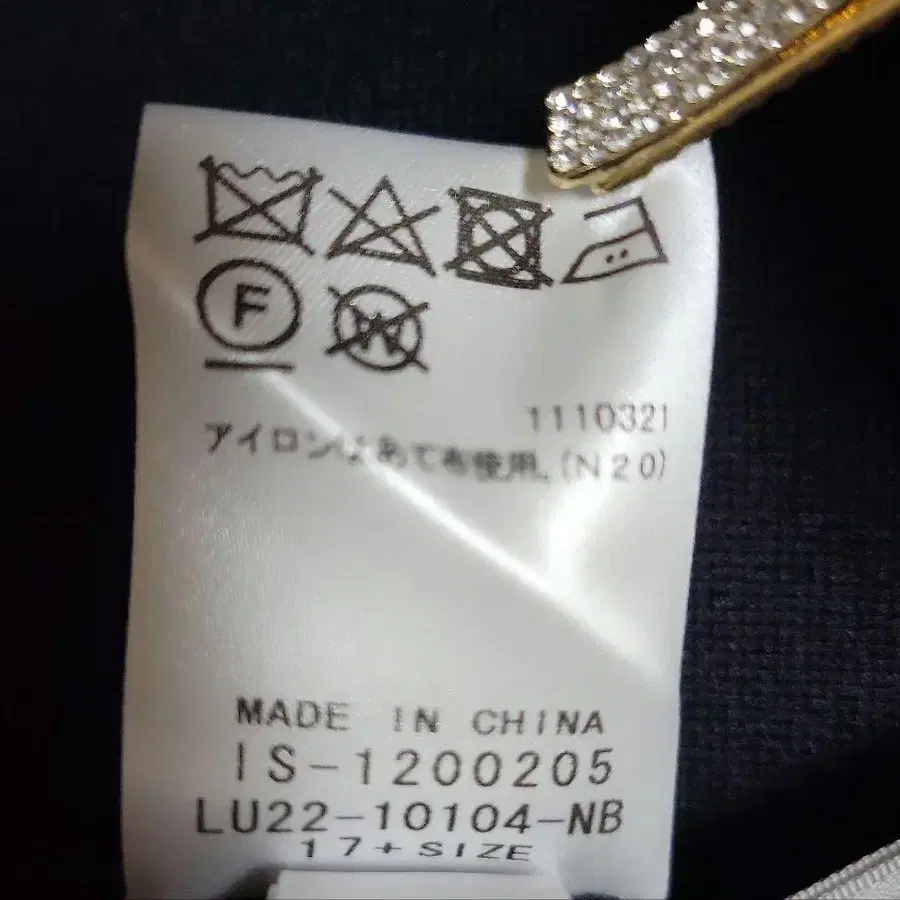 F W
1110321
アイロンはあて布使用。(N20)
MADE IN CHINA
IS-1200205
LU22-10104-NB
17+SIZE